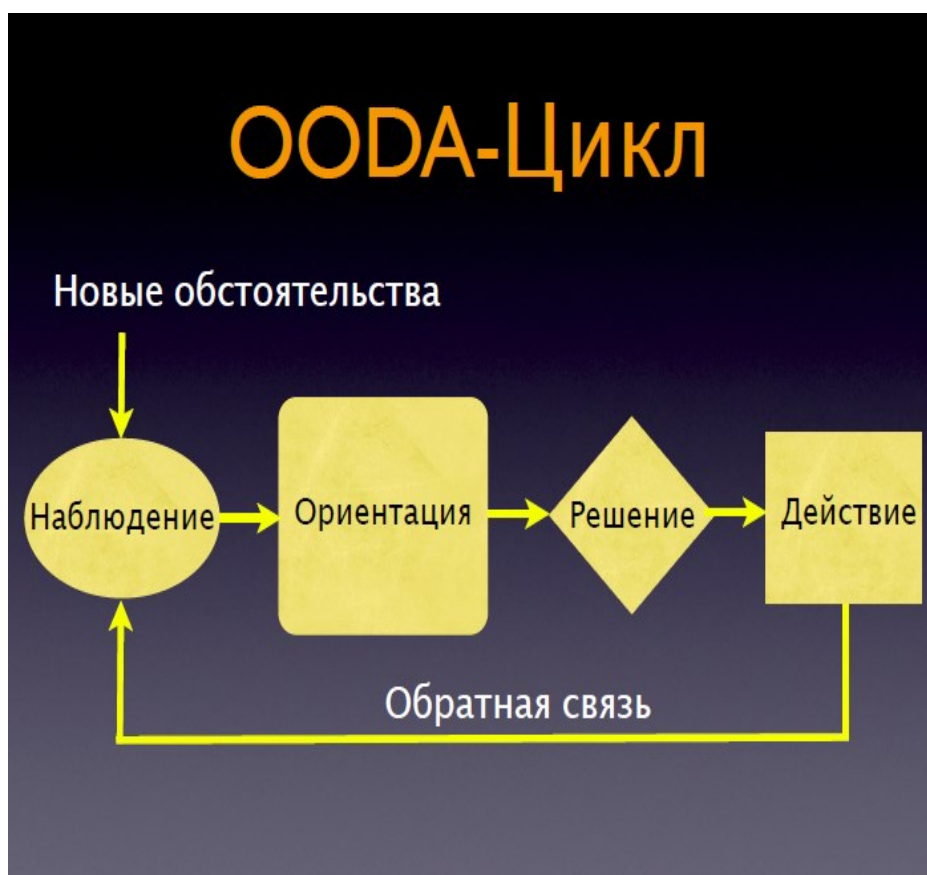 OODA-Цикл
Новые обстоятельства
Наблюдение
Ориентация
Решение
Действие
Обратная связь